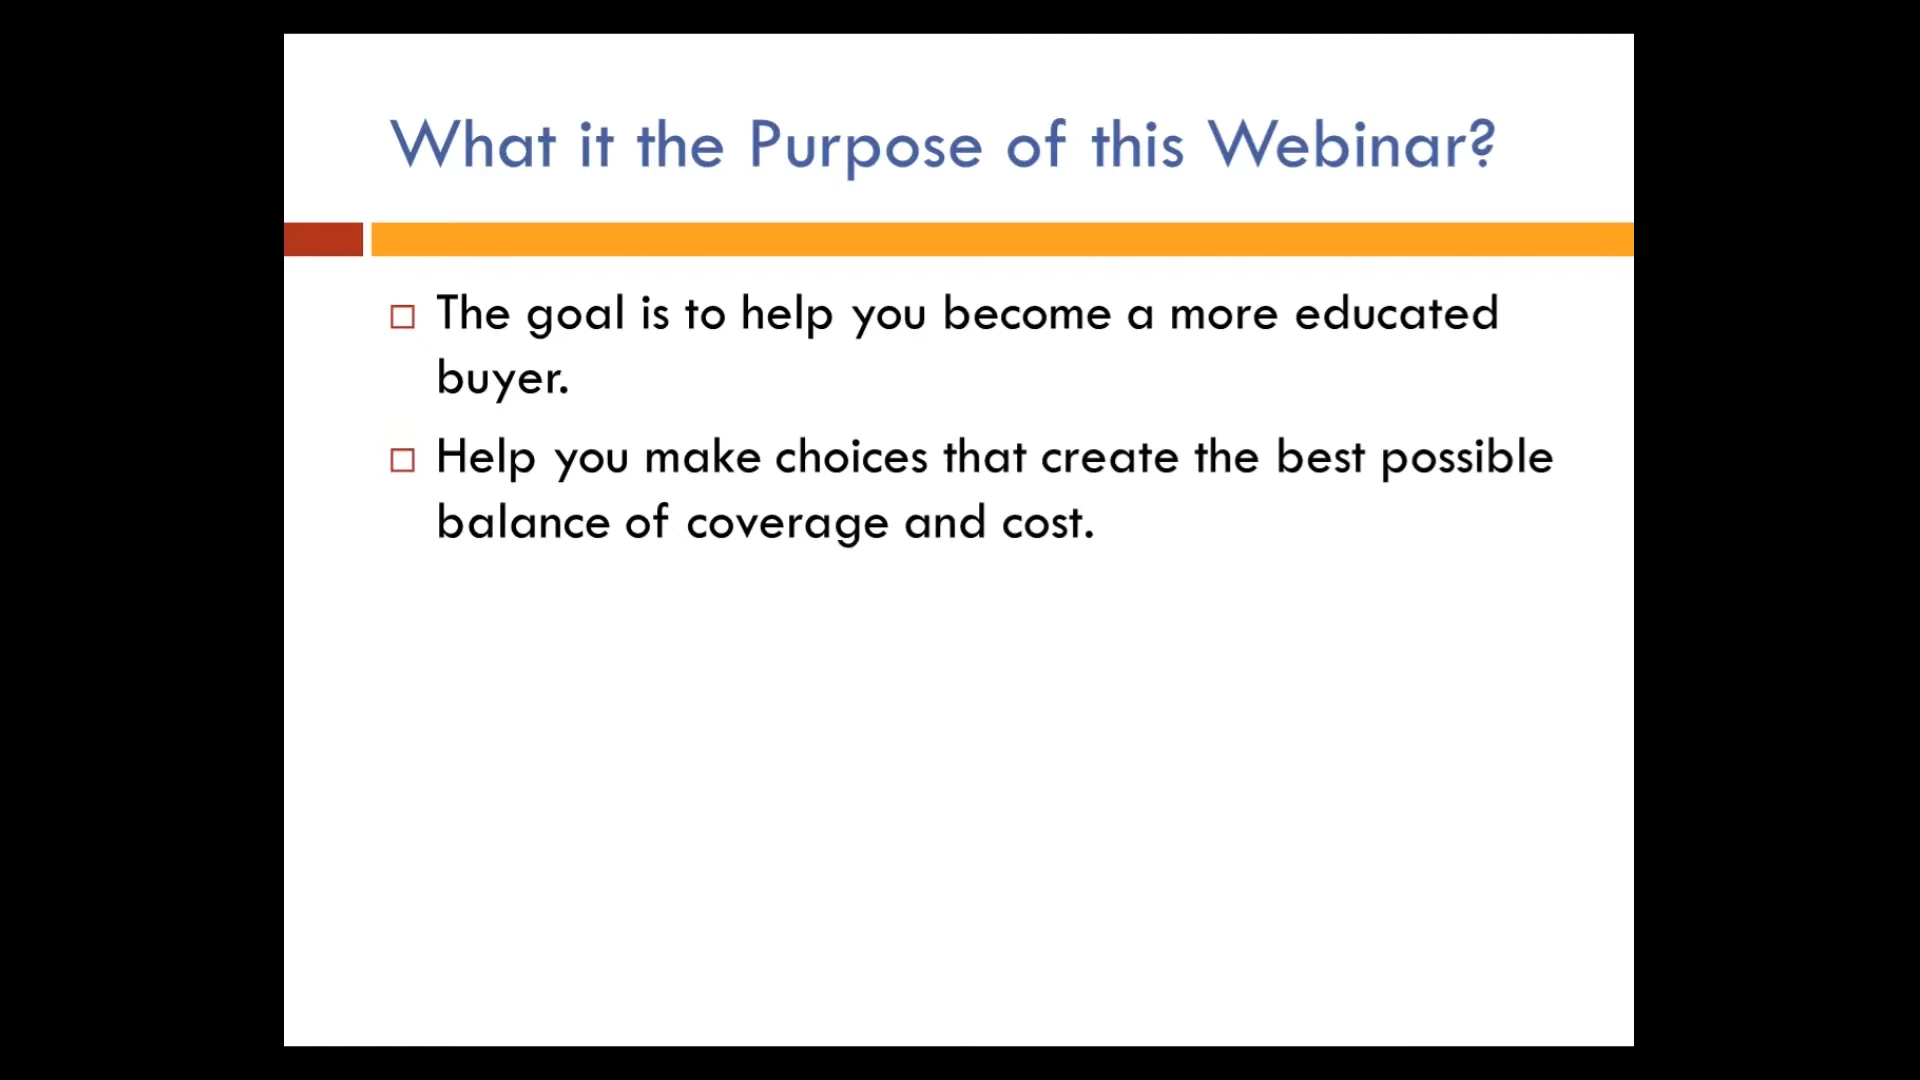 What it the Purpose of this Webinar?
The goal is to help you become a more educated
buyer.
Help you make choices that create the best possible
balance of coverage and cost.